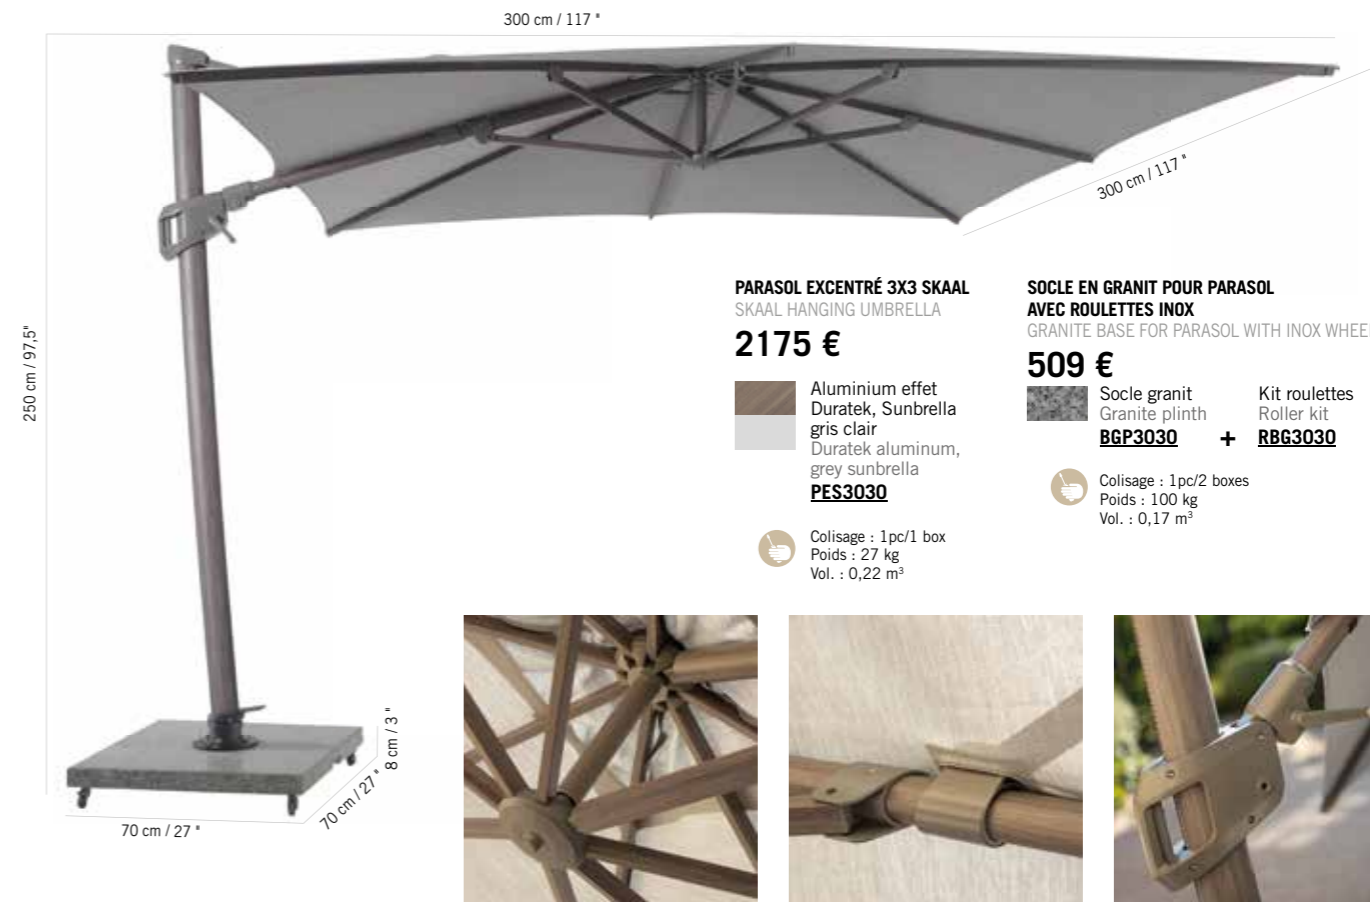 300 cm / 117 "
300 cm / 117 "
250 cm / 97,5"
PARASOL EXCENTRÉ 3X3 SKAAL
SKAAL HANGING UMBRELLA
2175 €
Aluminium effet
Duratek, Sunbrella
gris clair
Duratek aluminum,
grey sunbrella
PES3030
Colisage : 1pc/1 box
Poids : 27 kg
Vol. : 0,22 m³
SOCLE EN GRANIT POUR PARASOL
AVEC ROULETTES INOX
GRANITE BASE FOR PARASOL WITH INOX WHEE
509 €
Socle granit
Granite plinth
BGP3030
+
Kit roulettes
Roller kit
RBG3030
Colisage : 1pc/2 boxes
Poids : 100 kg
Vol. : 0,17 m³
8 cm / 3 "
70 cm / 27 "
70 cm / 27 "